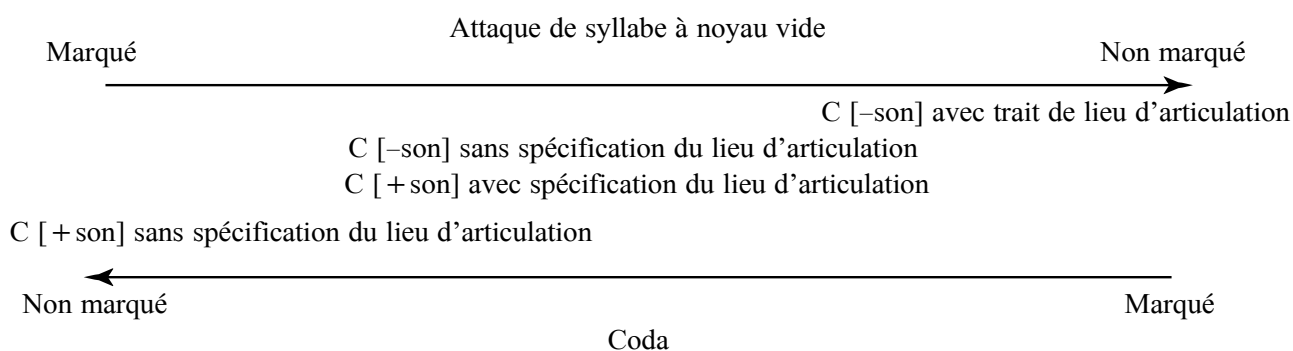 Attaque de syllabe à noyau vide
Marqué Non marqué
C [–son] avec trait de lieu d’articulation
C [–son] sans spécification du lieu d’articulation
C [+son] avec spécification du lieu d’articulation
C [+son] sans spécification du lieu d’articulation
Non marqué Marqué
Coda